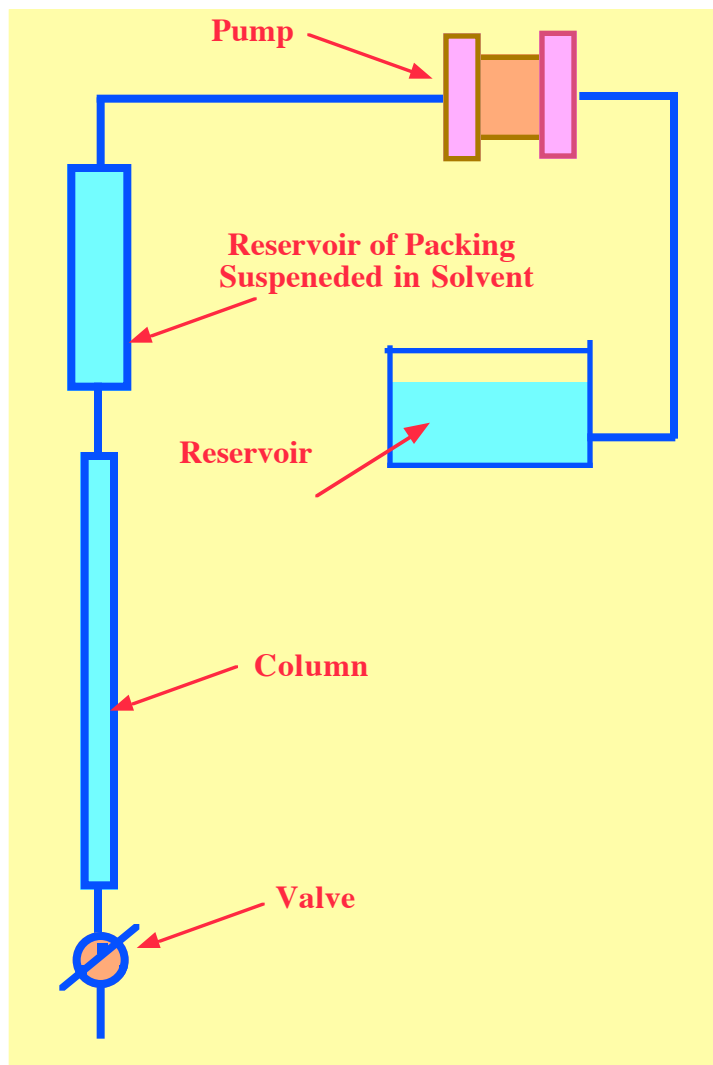 Pump
Reservoir of Packing
Suspeneded in Solvent
Reservoir
Column
Valve